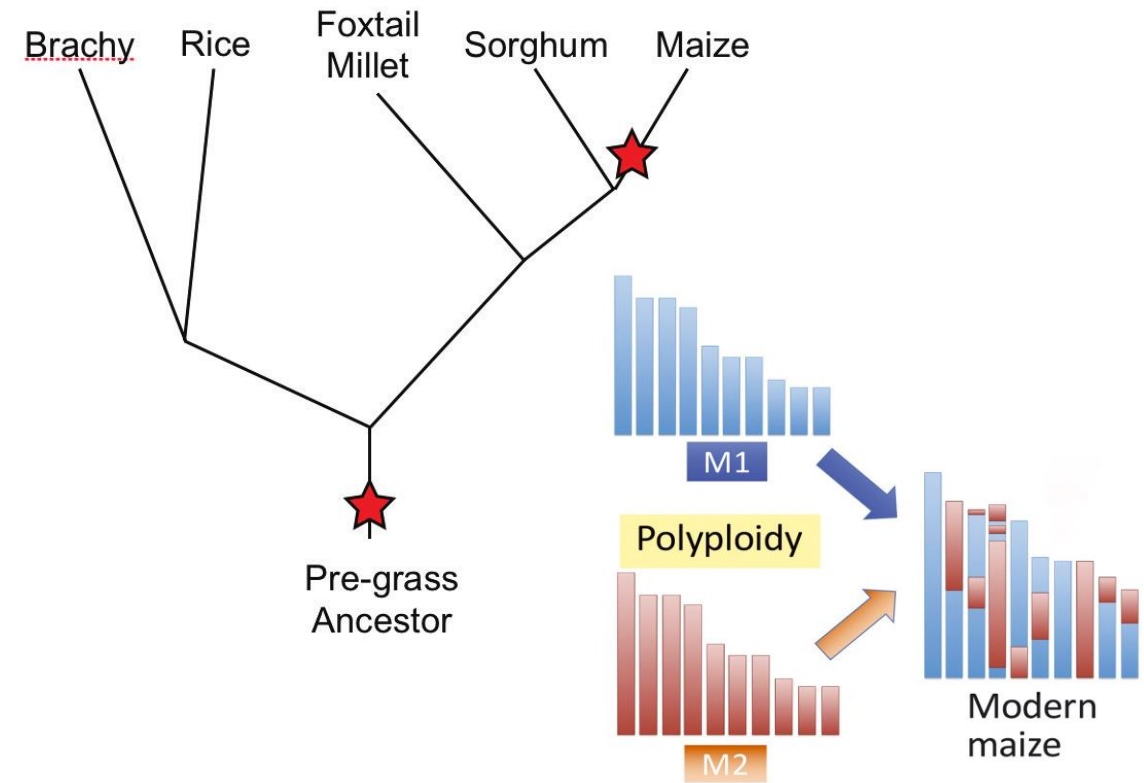 Brachy
Rice
Foxtail
Millet
Sorghum
Maize
Pre-grass
Ancestor
M1
Polyploidy
M2
Modern
maize